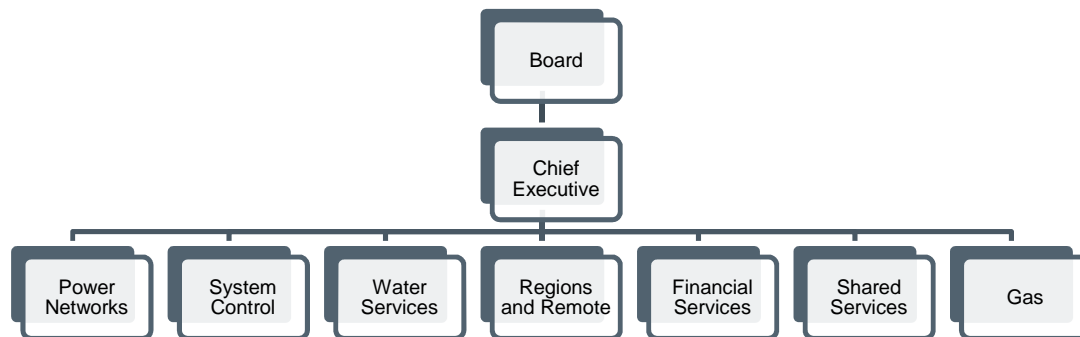 Board
Chief
Executive
Power
Networks
System
Control
Water
Services
Regions
and Remote
Financial
Services
Shared
Services
Gas